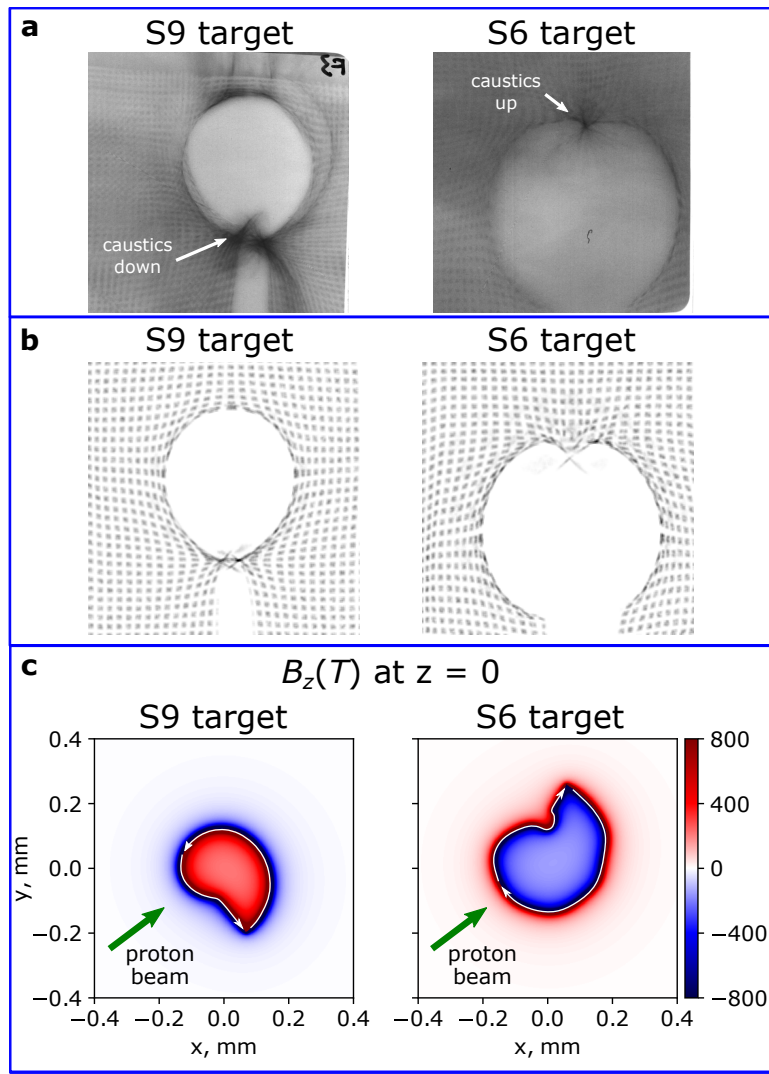 a
S9 target
S6 target
caustics
up
caustics
down
b
S9 target
S6 target
c
B_z(T) at z = 0
S9 target
S6 target
0.4
0.2
0.0
−0.2
−0.4
y, mm
proton
beam
proton
beam
800
400
0
−400
−800
−0.4 −0.2 0.0 0.2 0.4
−0.4 −0.2 0.0 0.2 0.4
x, mm
x, mm